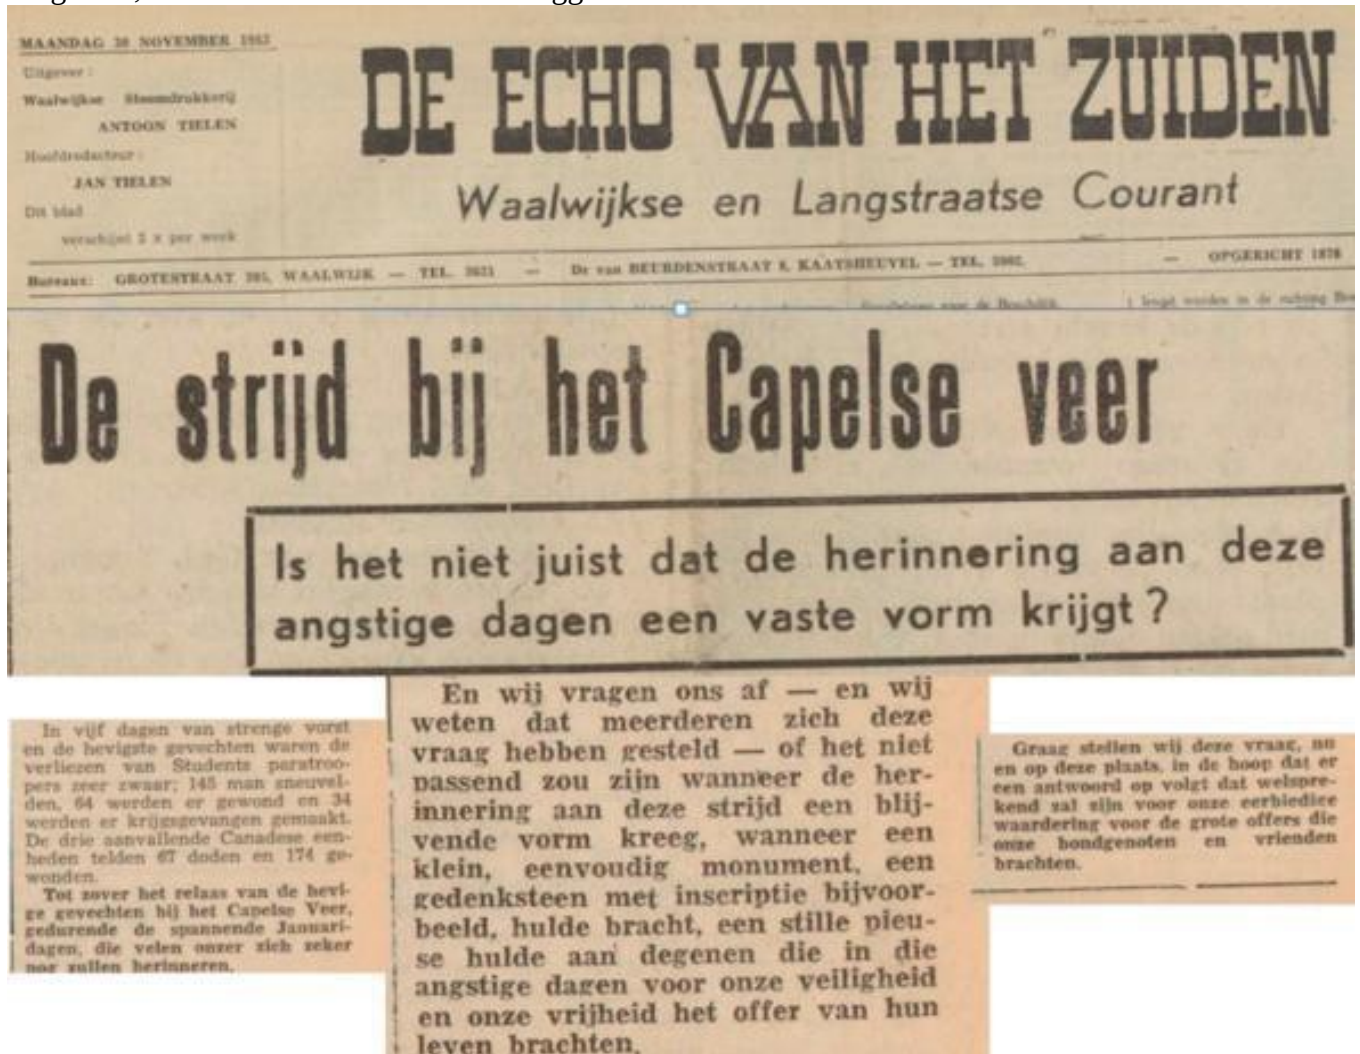 MAANDAG 30 NOVEMBER 1953
Uitgever :
Waalwijkse Stoomdrukkerij
ANTOON TIELEN
Hoofdredacteur :
JAN TIELEN
Dit blad
verschijnt 2 x per week
DE ECHO VAN HET ZUIDEN
Waalwijkse en Langstraatse Courant
Bureaux: GROTESTRAAT 205, WAALWIJK — TEL. 2621 — Dr van BEURDENSTRAAT 8, KAATSHEUVEL — TEL. 2002. — OPGERICHT 1878
De strijd bij het Capelse veer
Is het niet juist dat de herinnering aan deze
angstige dagen een vaste vorm krijgt ?
In vijf dagen van strenge vorst
en de hevigste gevechten waren de
verliezen van Students paratroo-
pers zeer zwaar; 145 man sneuvel-
den, 64 werden er gewond en 34
werden er krijgsgevangen gemaakt.
De drie aanvallende Canadese een-
heden telden 67 doden en 174 ge-
wonden.
Tot zover het relaas van de hevi-
ge gevechten bij het Capelse Veer,
gedurende de spannende Januari-
dagen, die velen onzer zich zeker
nog zullen herinneren.
En wij vragen ons af — en wij
weten dat meerderen zich deze
vraag hebben gesteld — of het niet
passend zou zijn wanneer de her-
innering aan deze strijd een blij-
vende vorm kreeg, wanneer een
klein, eenvoudig monument, een
gedenksteen met inscriptie bijvoor-
beeld, hulde bracht, een stille pieu-
se hulde aan degenen die in die
angstige dagen voor onze veiligheid
en onze vrijheid het offer van hun
leven brachten.
Graag stellen wij deze vraag, nu
en op deze plaats, in de hoop dat er
een antwoord op volgt dat welspre-
kend zal zijn voor onze eerbiedige
waardering voor de grote offers die
onze bondgenoten en vrienden
brachten.